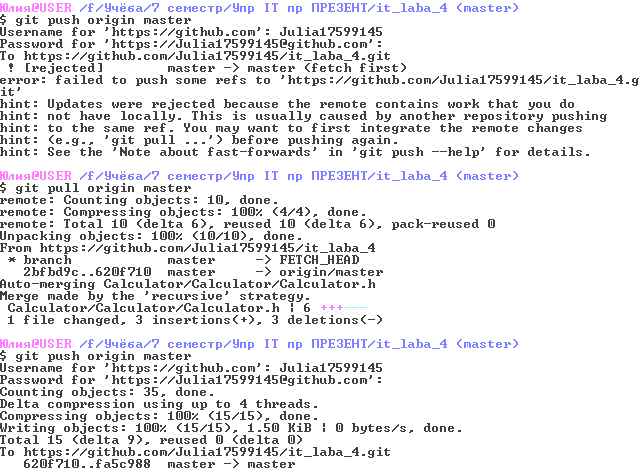 Юлия@USER /f/Учёба/7 семестр/Упр IT пр ПРЕЗЕНТ/it_laba_4 (master)
$ git push origin master
Username for 'https://github.com': Julia17599145
Password for 'https://Julia17599145@github.com':
To https://github.com/Julia17599145/it_laba_4.git
 ! [rejected]        master -> master (fetch first)
error: failed to push some refs to 'https://github.com/Julia17599145/it_laba_4.g
it'
hint: Updates were rejected because the remote contains work that you do
hint: not have locally. This is usually caused by another repository pushing
hint: to the same ref. You may want to first integrate the remote changes
hint: (e.g., 'git pull ...') before pushing again.
hint: See the 'Note about fast-forwards' in 'git push --help' for details.
Юлия@USER /f/Учёба/7 семестр/Упр IT пр ПРЕЗЕНТ/it_laba_4 (master)
$ git pull origin master
remote: Counting objects: 10, done.
remote: Compressing objects: 100% (4/4), done.
remote: Total 10 (delta 6), reused 10 (delta 6), pack-reused 0
Unpacking objects: 100% (10/10), done.
From https://github.com/Julia17599145/it_laba_4
 * branch            master     -> FETCH_HEAD
   2bfbd9c..620f710  master     -> origin/master
Auto-merging Calculator/Calculator/Calculator.h
Merge made by the 'recursive' strategy.
 Calculator/Calculator/Calculator.h | 6 +++---
 1 file changed, 3 insertions(+), 3 deletions(-)
Юлия@USER /f/Учёба/7 семестр/Упр IT пр ПРЕЗЕНТ/it_laba_4 (master)
$ git push origin master
Username for 'https://github.com': Julia17599145
Password for 'https://Julia17599145@github.com':
Counting objects: 35, done.
Delta compression using up to 4 threads.
Compressing objects: 100% (15/15), done.
Writing objects: 100% (15/15), 1.50 KiB | 0 bytes/s, done.
Total 15 (delta 9), reused 0 (delta 0)
To https://github.com/Julia17599145/it_laba_4.git
   620f710..fa5c988  master -> master